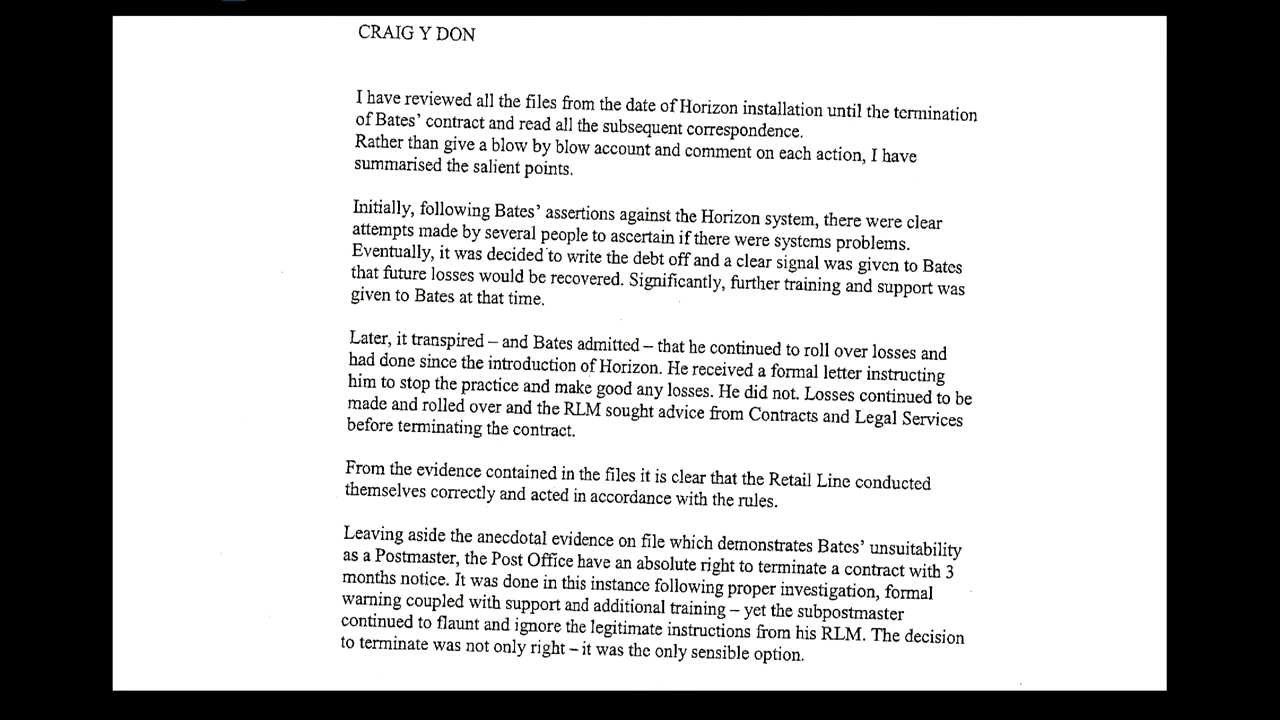 CRAIG Y DON
I have reviewed all the files from the date of Horizon installation until the termination
of Bates' contract and read all the subsequent correspondence.
Rather than give a blow by blow account and comment on each action, I have
summarised the salient points.
Initially, following Bates' assertions against the Horizon system, there were clear
attempts made by several people to ascertain if there were systems problems.
Eventually, it was decided to write the debt off and a clear signal was given to Bates
that future losses would be recovered. Significantly, further training and support was
given to Bates at that time.
Later, it transpired – and Bates admitted – that he continued to roll over losses and
had done since the introduction of Horizon. He received a formal letter instructing
him to stop the practice and make good any losses. He did not. Losses continued to be
made and rolled over and the RLM sought advice from Contracts and Legal Services
before terminating the contract.
From the evidence contained in the files it is clear that the Retail Line conducted
themselves correctly and acted in accordance with the rules.
Leaving aside the anecdotal evidence on file which demonstrates Bates' unsuitability
as a Postmaster, the Post Office have an absolute right to terminate a contract with 3
months notice. It was done in this instance following proper investigation, formal
warning coupled with support and additional training – yet the subpostmaster
continued to flaunt and ignore the legitimate instructions from his RLM. The decision
to terminate was not only right – it was the only sensible option.